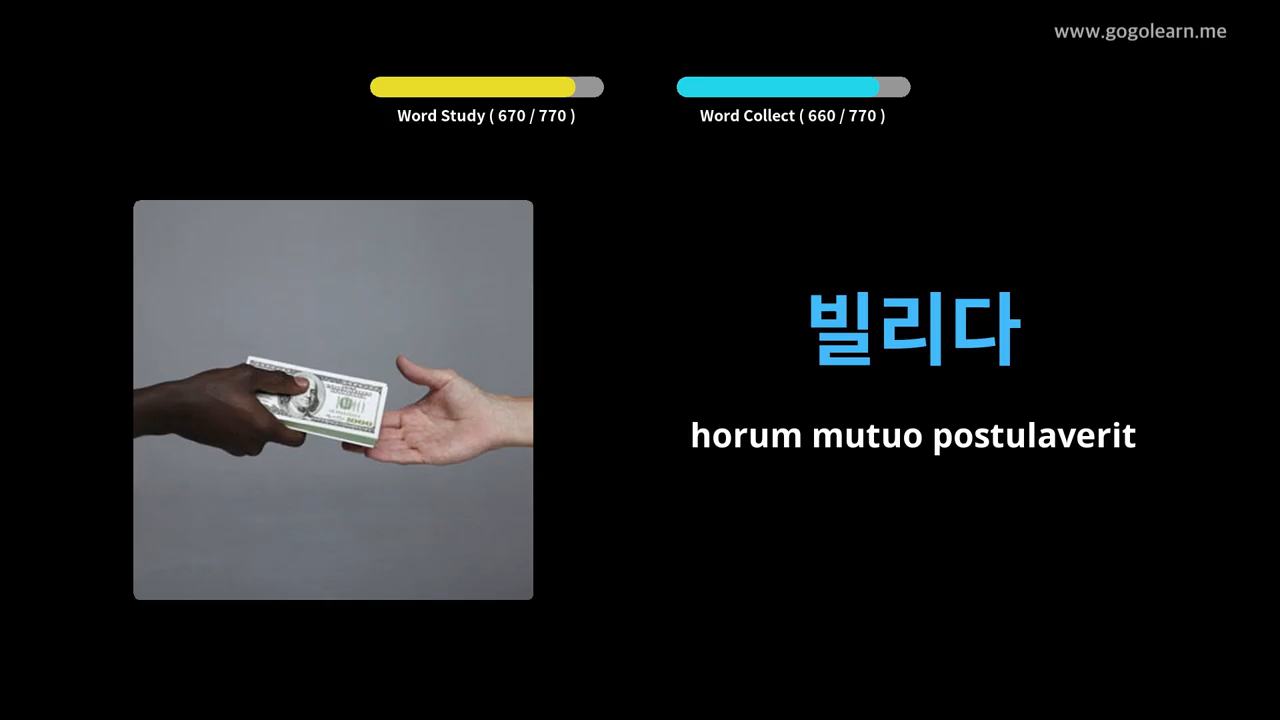 www.gogolearn.me
Word Study ( 670 / 770 )
Word Collect ( 660 / 770 )
빌리다
horum mutuo postulaverit